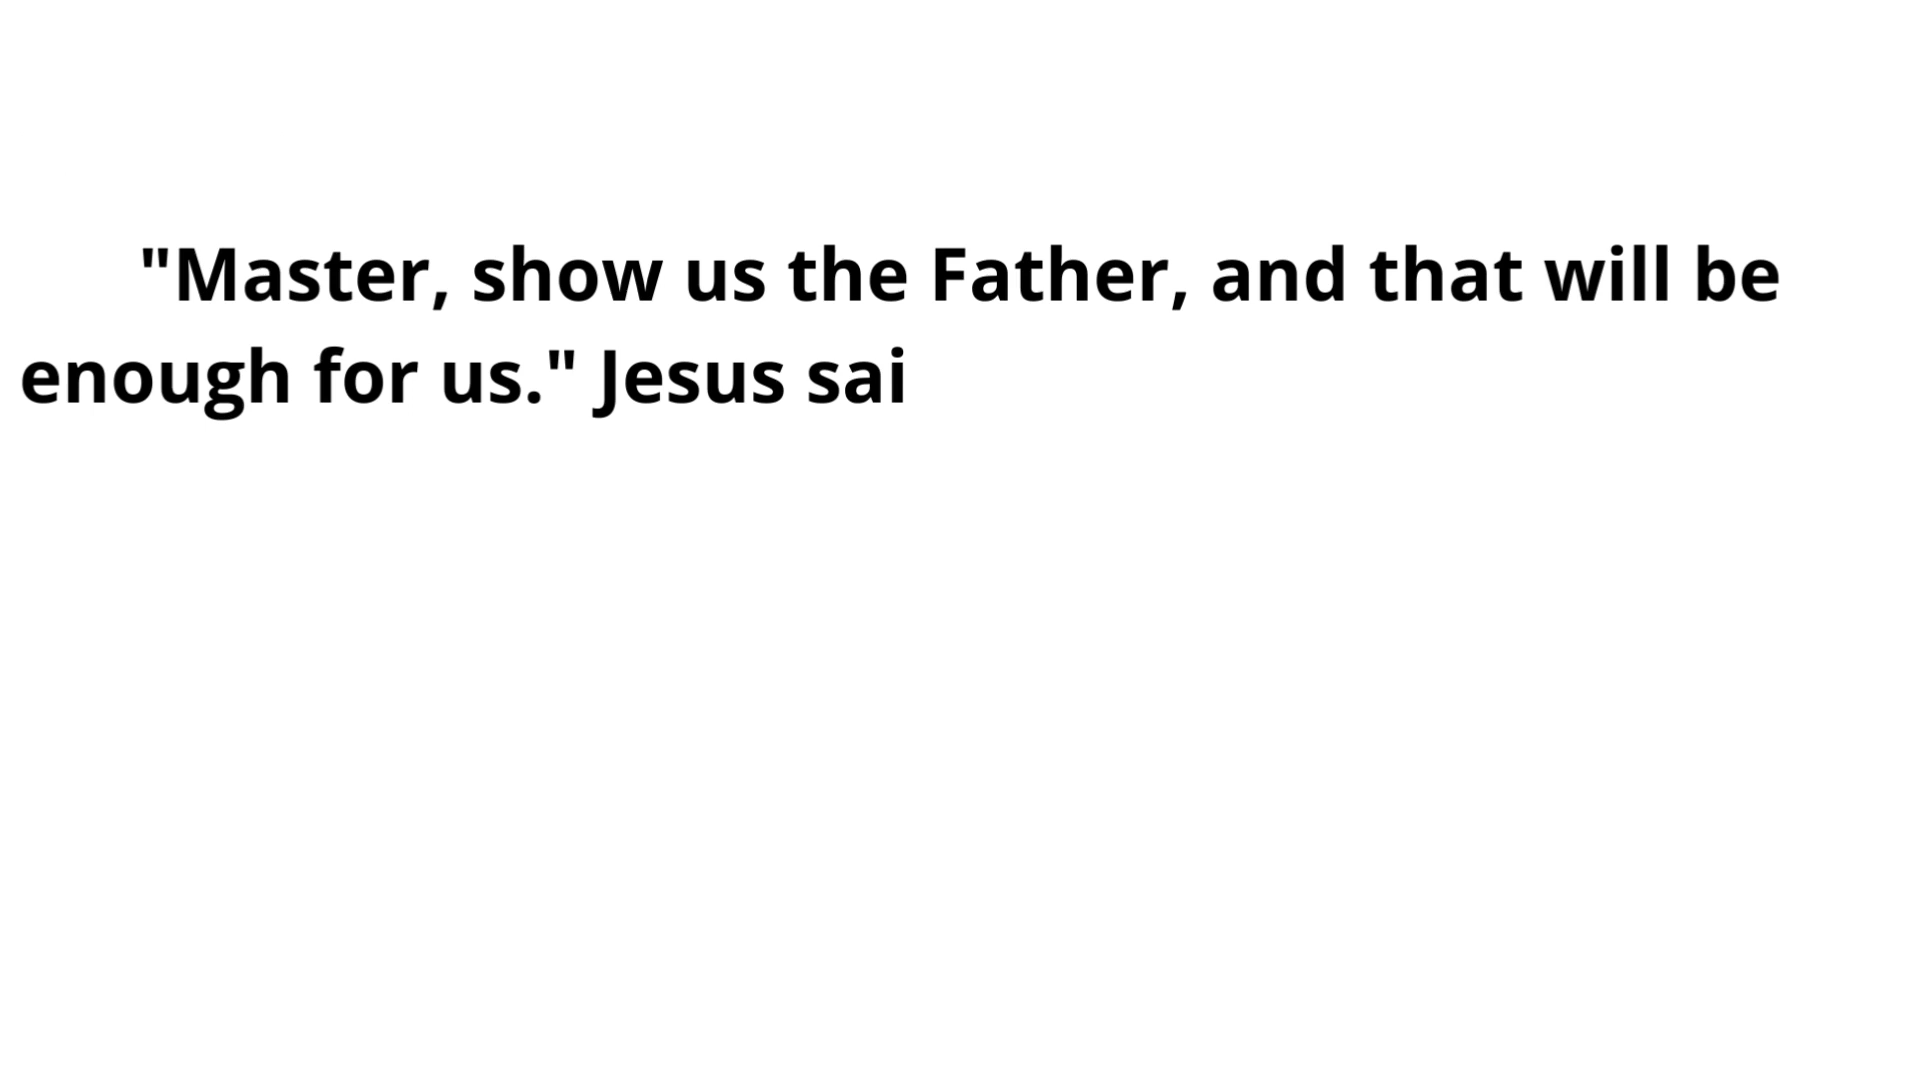 "Master, show us the Father, and that will be
enough for us." Jesus sai